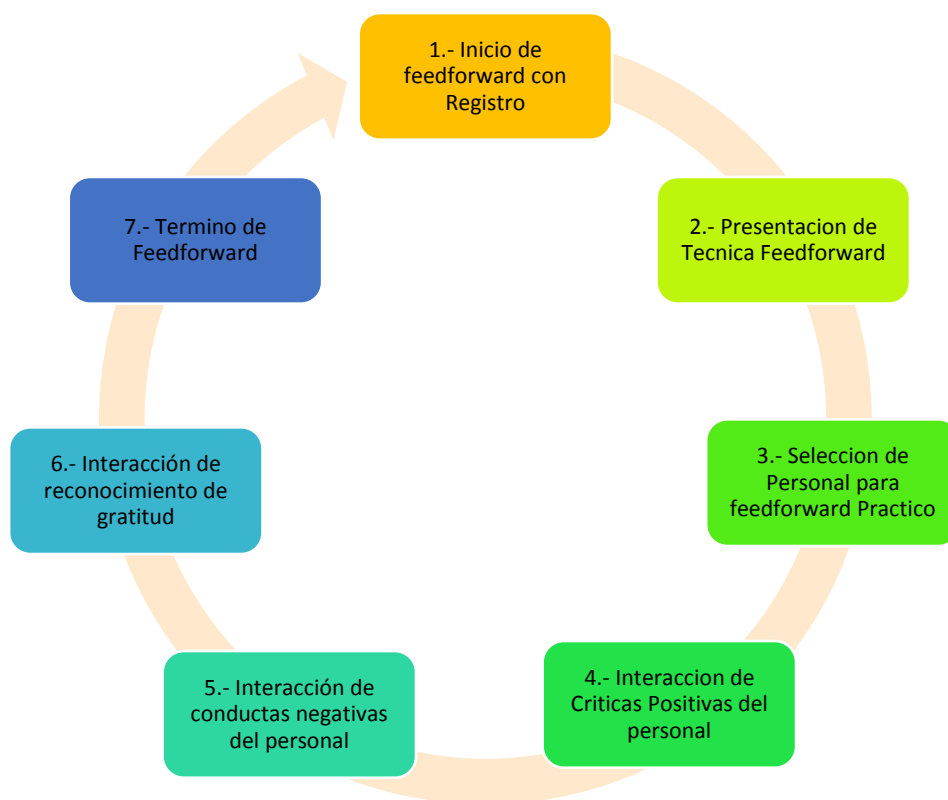 1.- Inicio de
feedforward con
Registro
2.- Presentacion de
Tecnica Feedforward
3.- Seleccion de
Personal para
feedforward Practico
4.- Interaccion de
Criticas Positivas del
personal
5.- Interacción de
conductas negativas
del personal
6.- Interacción de
reconocimiento de
gratitud
7.- Termino de
Feedforward